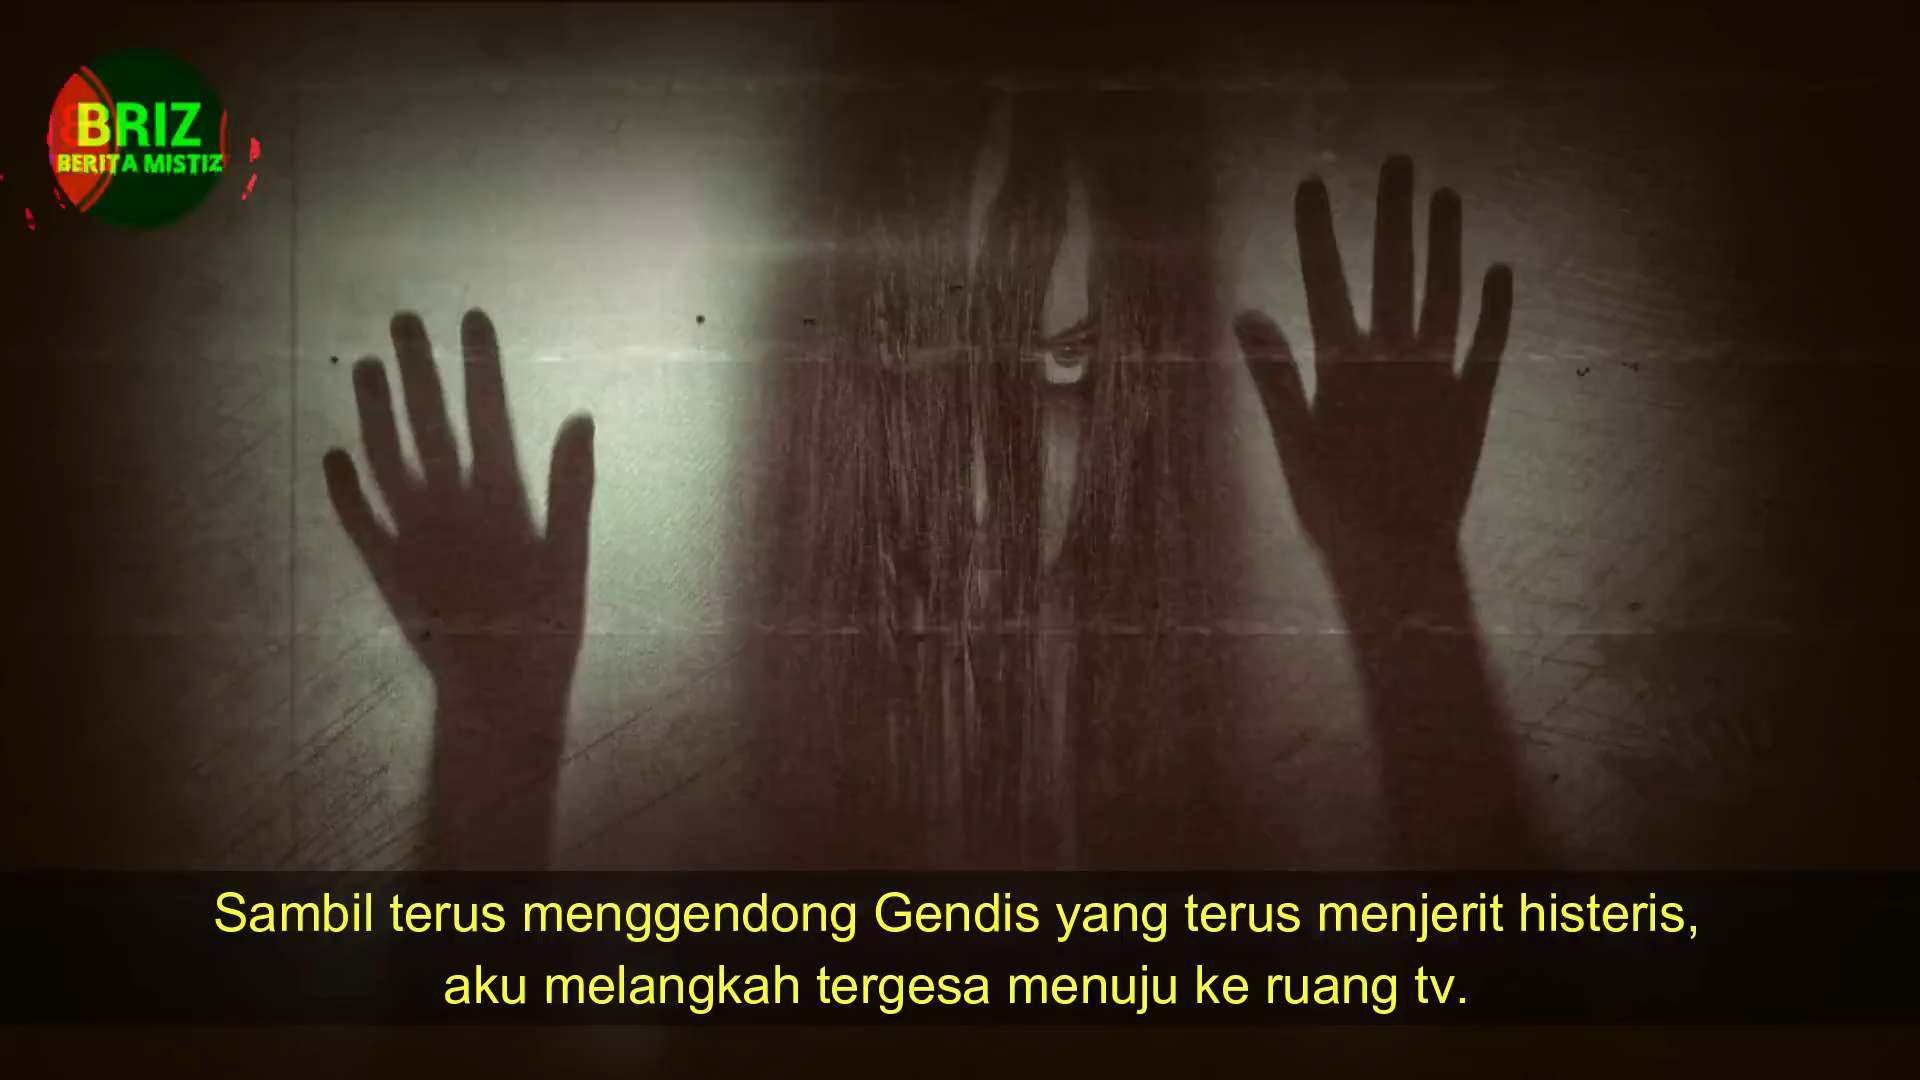 BRIZ
BERITA MISTIZ
Sambil terus menggendong Gendis yang terus menjerit histeris,
aku melangkah tergesa menuju ke ruang tv.